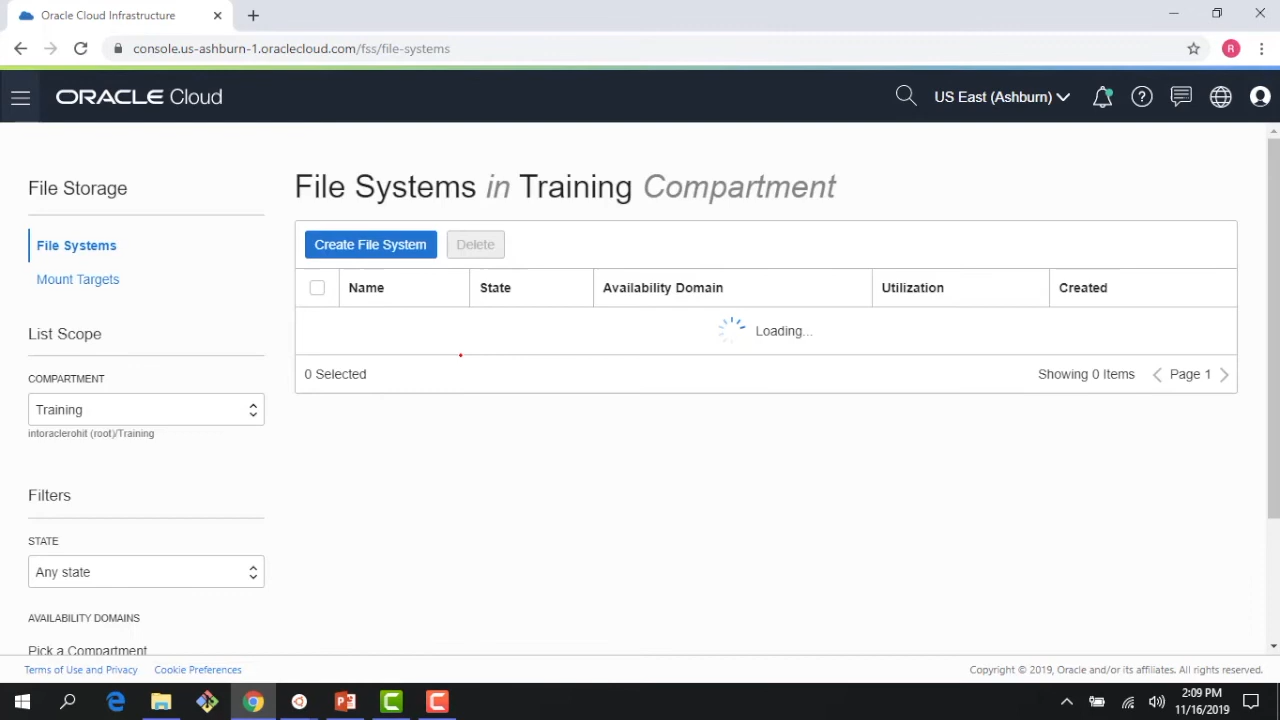 Oracle Cloud Infrastructure
console.us-ashburn-1.oraclecloud.com/fss/file-systems
R
ORACLE Cloud
US East (Ashburn)
File Storage
File Systems
Mount Targets
List Scope
COMPARTMENT
Training
intoraclerohit (root)/Training
Filters
STATE
Any state
AVAILABILITY DOMAINS
Pick a Compartment
File Systems in Training Compartment
Create File System
Delete
Name State Availability Domain Utilization Created
Loading...
0 Selected
Showing 0 Items
Page 1
Terms of Use and Privacy Cookie Preferences
Copyright © 2019, Oracle and/or its affiliates. All rights reserved.
2:09 PM
11/16/2019